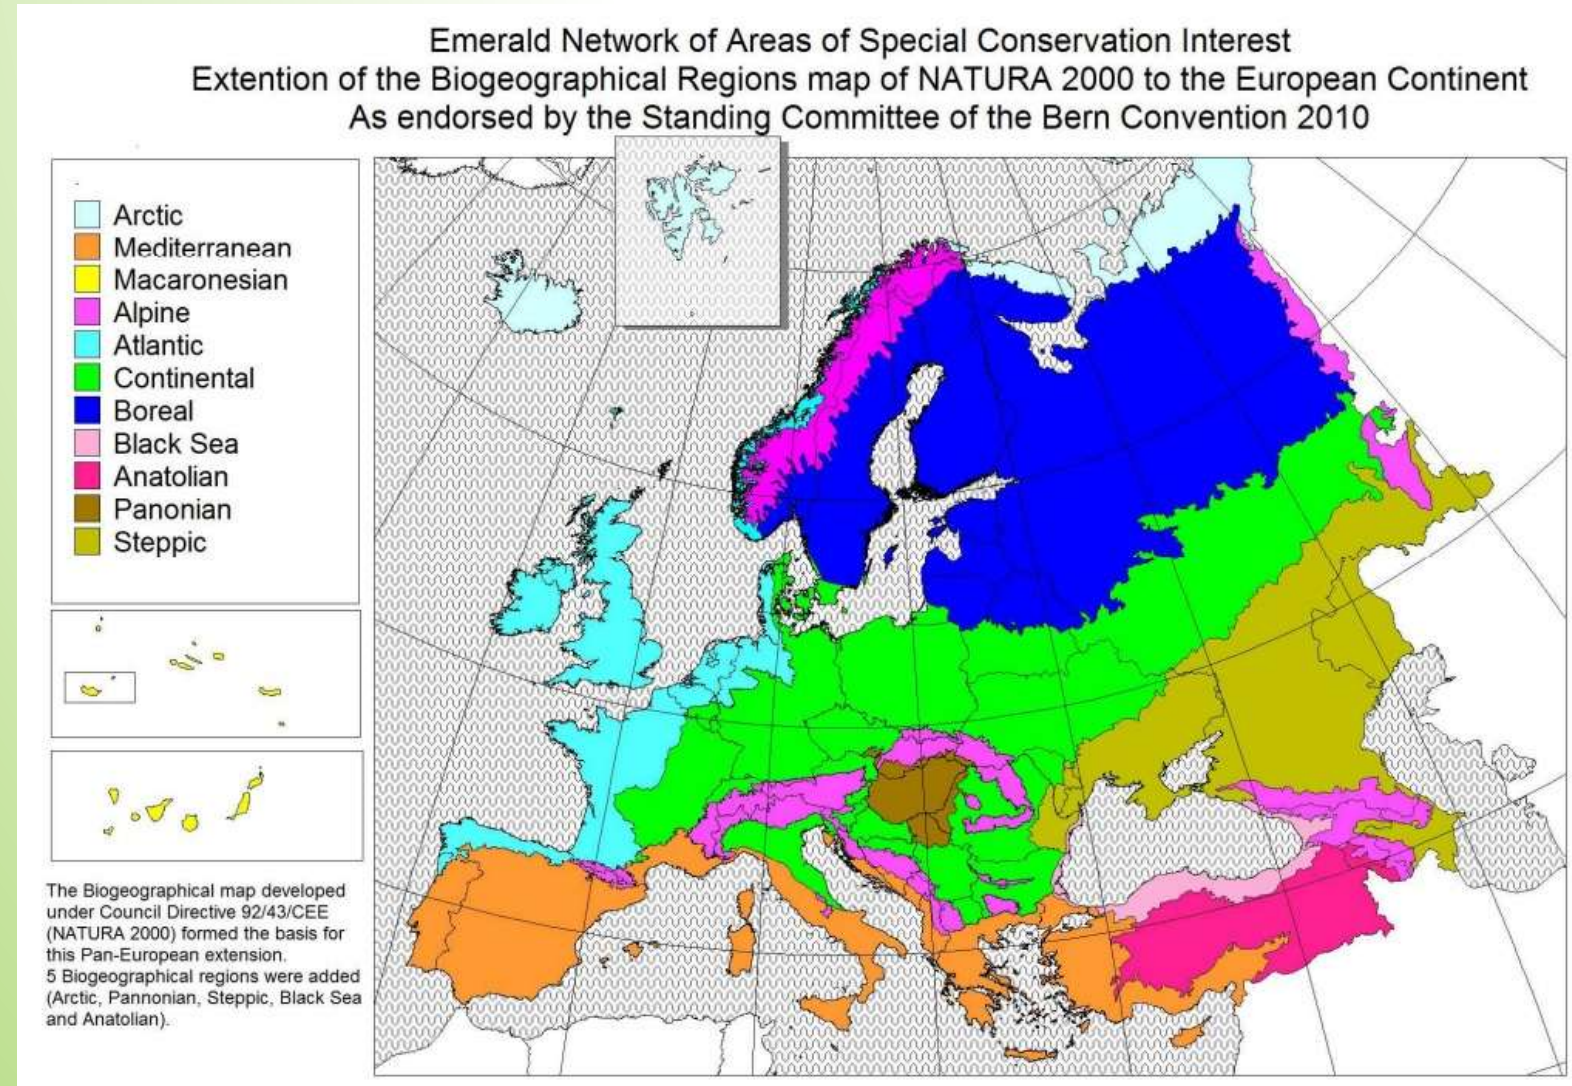 Emerald Network of Areas of Special Conservation Interest
Extention of the Biogeographical Regions map of NATURA 2000 to the European Continent
As endorsed by the Standing Committee of the Bern Convention 2010
Arctic
Mediterranean
Macaronesian
Alpine
Atlantic
Continental
Boreal
Black Sea
Anatolian
Panonian
Steppic
The Biogeographical map developed
under Council Directive 92/43/CEE
(NATURA 2000) formed the basis for
this Pan-European extension.
5 Biogeographical regions were added
(Arctic, Pannonian, Steppic, Black Sea
and Anatolian).